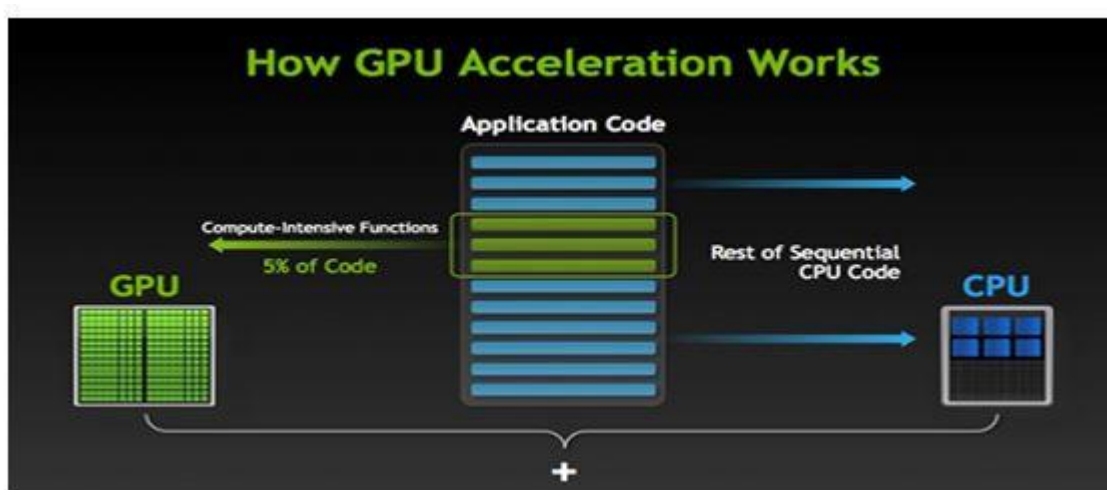 How GPU Acceleration Works
Application Code
Compute-Intensive Functions
5% of Code
Rest of Sequential
CPU Code
GPU
CPU
+